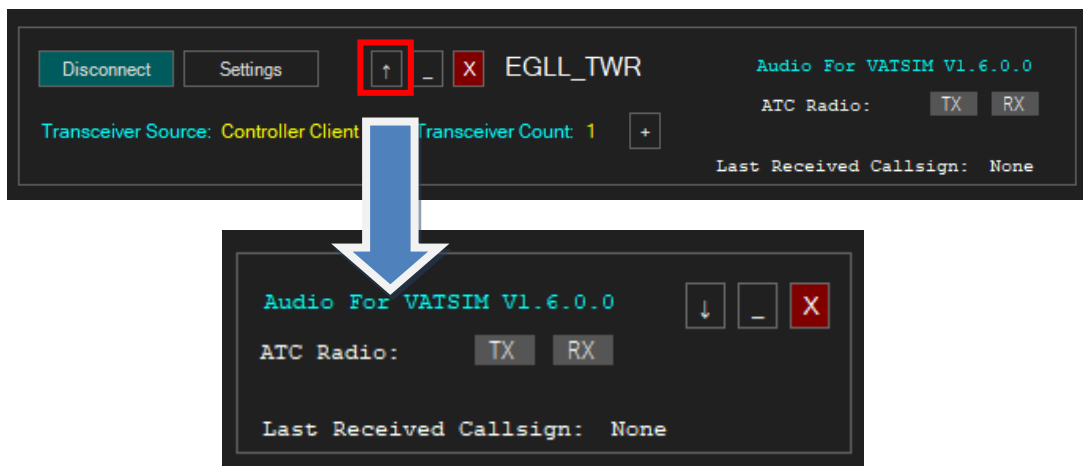 Disconnect Settings ↑ _ X EGLL_TWR Audio For VATSIM V1.6.0.0
ATC Radio: TX RX
Transceiver Source: Controller Client Transceiver Count: 1 +
Last Received Callsign: None
Audio For VATSIM V1.6.0.0 ↓ _ X
ATC Radio: TX RX
Last Received Callsign: None